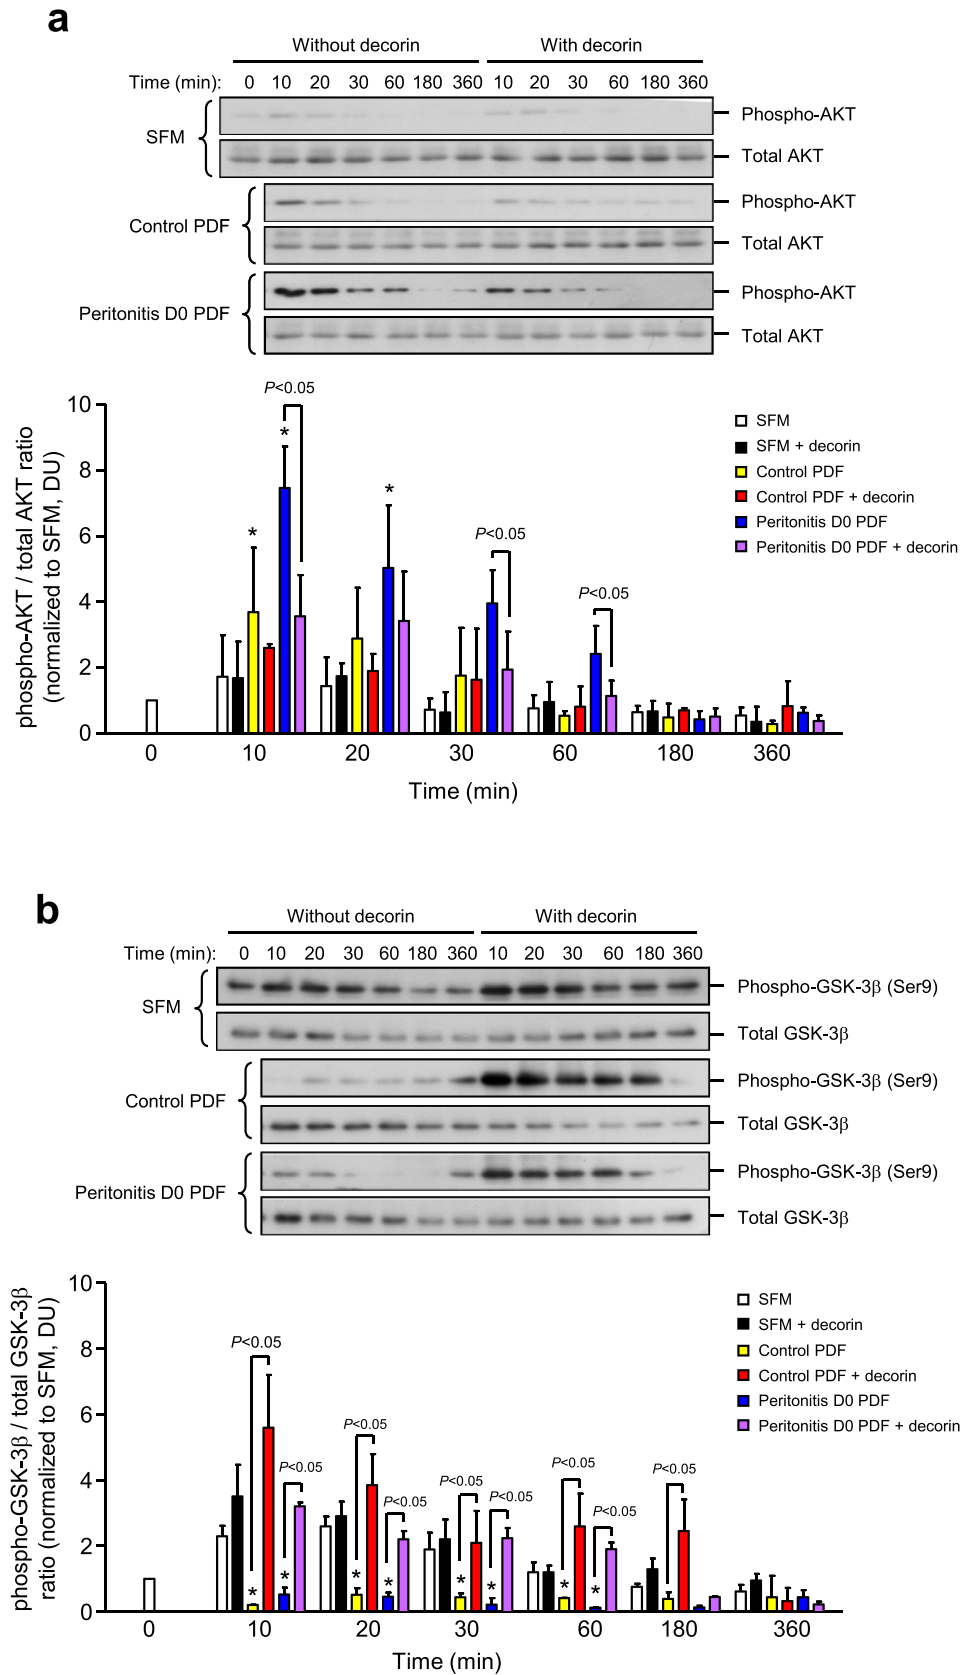 a
Without decorin With decorin
Time (min): 0 10 20 30 60 180 360 10 20 30 60 180 360
SFM
Phospho-AKT
Total AKT
Control PDF
Phospho-AKT
Total AKT
Peritonitis D0 PDF
Phospho-AKT
Total AKT
phospho-AKT / total AKT ratio
(normalized to SFM, DU)
10
8
6
4
2
0
P<0.05
*
*
*
P<0.05
P<0.05
SFM
SFM + decorin
Control PDF
Control PDF + decorin
Peritonitis D0 PDF
Peritonitis D0 PDF + decorin
0 10 20 30 60 180 360
Time (min)
b
Without decorin With decorin
Time (min): 0 10 20 30 60 180 360 10 20 30 60 180 360
SFM
Phospho-GSK-3β (Ser9)
Total GSK-3β
Control PDF
Phospho-GSK-3β (Ser9)
Total GSK-3β
Peritonitis D0 PDF
Phospho-GSK-3β (Ser9)
Total GSK-3β
phospho-GSK-3β / total GSK-3β
ratio (normalized to SFM, DU)
10
8
6
4
2
0
P<0.05
P<0.05
P<0.05
P<0.05
P<0.05
P<0.05
P<0.05
P<0.05
P<0.05
* * * * * * * *
SFM
SFM + decorin
Control PDF
Control PDF + decorin
Peritonitis D0 PDF
Peritonitis D0 PDF + decorin
0 10 20 30 60 180 360
Time (min)